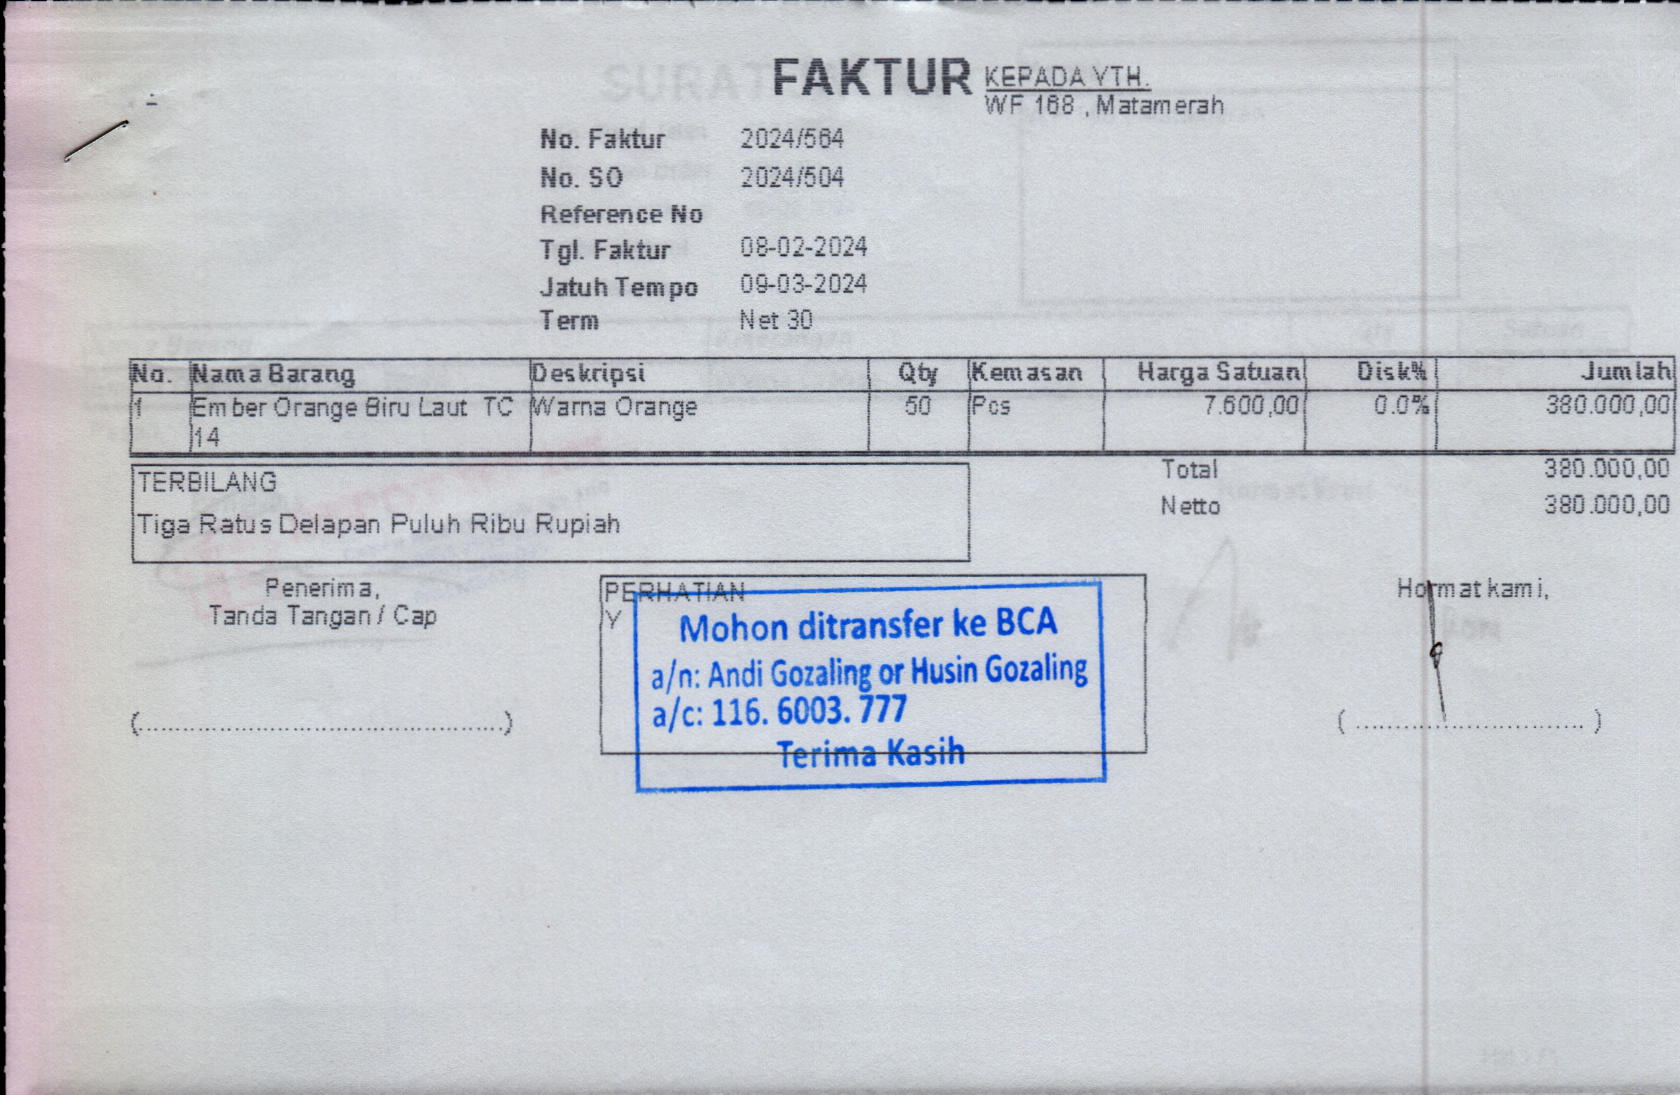 FAKTUR
KEPADA YTH.
WF 168 , Matamerah
No. Faktur 2024/564
No. SO 2024/504
Reference No
Tgl. Faktur 08-02-2024
Jatuh Tempo 09-03-2024
Term Net 30
No. Nama Barang Deskripsi Qty Kemasan Harga Satuan Disk% Jumlah
1 Ember Orange Biru Laut TC Warna Orange 50 Pcs 7.600,00 0.0% 380.000,00
14
TERBILANG
Tiga Ratus Delapan Puluh Ribu Rupiah
Total 380.000,00
Netto 380.000,00
Penerima,
Tanda Tangan / Cap
(..........................................)
PERHATIAN
Y
Mohon ditransfer ke BCA
a/n: Andi Gozaling or Husin Gozaling
a/c: 116. 6003. 777
Terima Kasih
Hormat kami,
( .......................... )